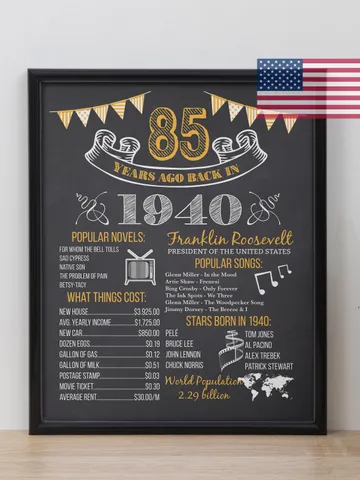 85
YEARS AGO BACK IN
1940
POPULAR NOVELS:
FOR WHOM THE BELL TOLLS
SAD CYPRESS
NATIVE SON
THE PROBLEM OF PAIN
BETSY-TACY
WHAT THINGS COST:
NEW HOUSE $3,925.00
AVG. YEARLY INCOME $1,725.00
NEW CAR $850.00
DOZEN EGGS $0.19
GALLON OF GAS $0.12
GALLON OF MILK $0.51
POSTAGE STAMP $0.03
MOVIE TICKET $0.30
AVERAGE RENT $30.00/M
Franklin Roosevelt
PRESIDENT OF THE UNITED STATES
POPULAR SONGS:
Glenn Miller - In the Mood
Artie Shaw - Frenesi
Bing Crosby - Only Forever
The Ink Spots - We Three
Glenn Miller - The Woodpecker Song
Jimmy Dorsey - The Breeze & I
STARS BORN IN 1940:
PELE
BRUCE LEE
JOHN LENNON
CHUCK NORRIS
TOM JONES
AL PACINO
ALEX TREBEK
PATRICK STEWART
World Population
2.29 billion